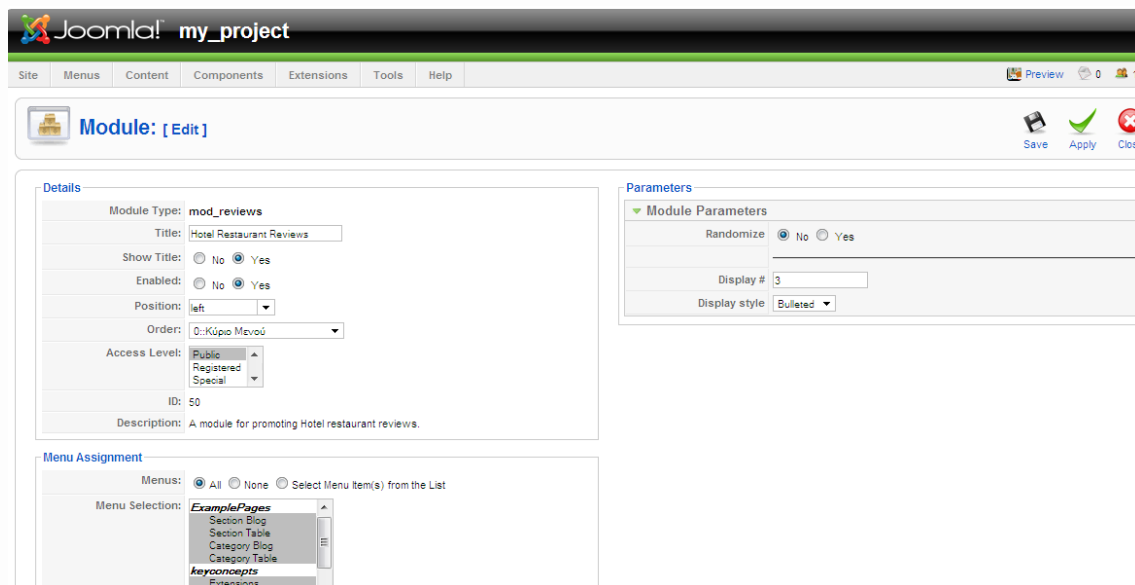 Joomla! my_project
Site Menus Content Components Extensions Tools Help Preview 0
Module: [ Edit ]
Save Apply
Details
Module Type: mod_reviews
Title: Hotel Restaurant Reviews
Show Title: No Yes
Enabled: No Yes
Position: left
Order: 0::Κύριο Μενού
Access Level: Public
Registered
Special
ID: 50
Description: A module for promoting Hotel restaurant reviews.
Parameters
Module Parameters
Randomize No Yes
Display # 3
Display style Bulleted
Menu Assignment
Menus: All None Select Menu Item(s) from the List
Menu Selection: ExamplePages
Section Blog
Section Table
Category Blog
Category Table
keyconcepts
Extensions